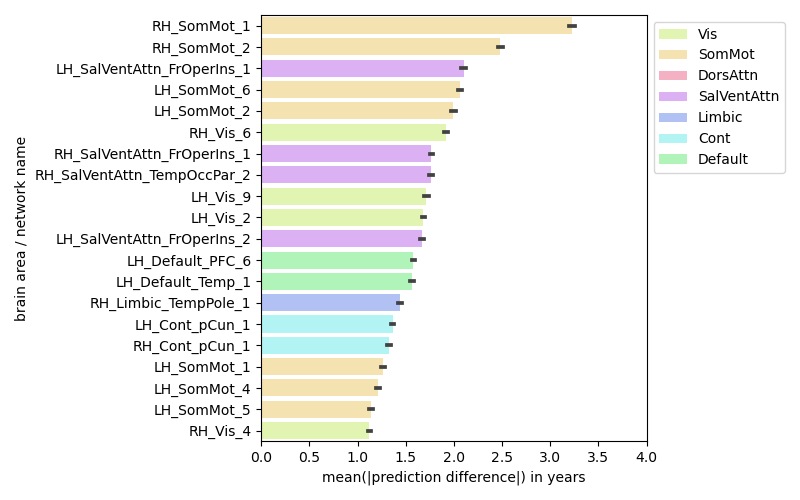 RH_SomMot_1
RH_SomMot_2
LH_SalVentAttn_FrOperIns_1
LH_SomMot_6
LH_SomMot_2
RH_Vis_6
RH_SalVentAttn_FrOperIns_1
RH_SalVentAttn_TempOccPar_2
LH_Vis_9
LH_Vis_2
LH_SalVentAttn_FrOperIns_2
LH_Default_PFC_6
LH_Default_Temp_1
RH_Limbic_TempPole_1
LH_Cont_pCun_1
RH_Cont_pCun_1
LH_SomMot_1
LH_SomMot_4
LH_SomMot_5
RH_Vis_4
brain area / network name
0.0 0.5 1.0 1.5 2.0 2.5 3.0 3.5 4.0
mean(|prediction difference|) in years
Vis
SomMot
DorsAttn
SalVentAttn
Limbic
Cont
Default